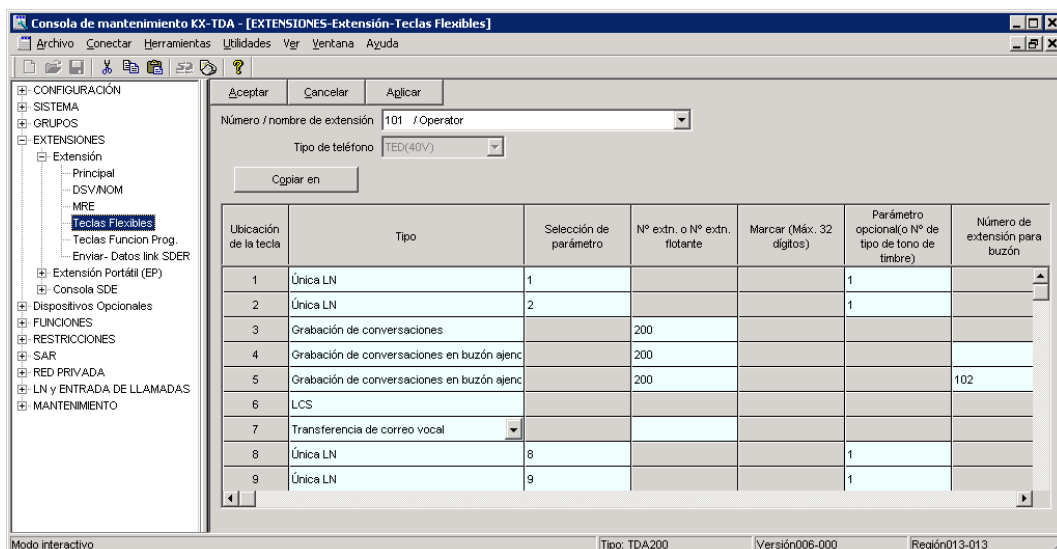 Consola de mantenimiento KX-TDA - [EXTENSIONES-Extensión-Teclas Flexibles]
Archivo Conectar Herramientas Utilidades Ver Ventana Ayuda
CONFIGURACIÓN
SISTEMA
GRUPOS
EXTENSIONES
Extensión
Principal
DSV/NOM
MRE
Teclas Flexibles
Teclas Funcion Prog.
Enviar- Datos link SDER
Extensión Portátil (EP)
Consola SDE
Dispositivos Opcionales
FUNCIONES
RESTRICCIONES
SAR
RED PRIVADA
LN y ENTRADA DE LLAMADAS
MANTENIMIENTO
Aceptar Cancelar Aplicar
Número / nombre de extensión 101 / Operator
Tipo de teléfono TED(40V)
Copiar en
Ubicación de la tecla Tipo Selección de parámetro Nº extn. o Nº extn. flotante Marcar (Máx. 32 dígitos) Parámetro opcional(o Nº de tipo de tono de timbre) Número de extensión para buzón
1 Única LN 1 1
2 Única LN 2 1
3 Grabación de conversaciones 200
4 Grabación de conversaciones en buzón ajenc 200
5 Grabación de conversaciones en buzón ajenc 200 102
6 LCS
7 Transferencia de correo vocal
8 Única LN 8 1
9 Única LN 9 1
Modo interactivo Tipo: TDA200 Versión006-000 Región013-013